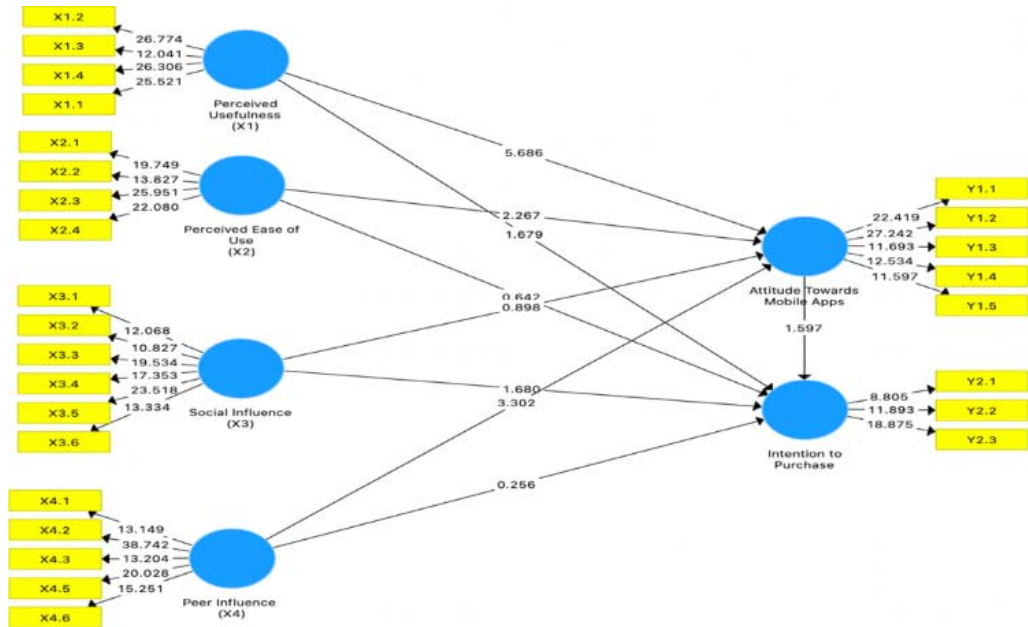 X1.2
X1.3
X1.4
X1.1
26.774
12.041
26.306
25.521
Perceived
Usefulness
(X1)
X2.1
X2.2
X2.3
X2.4
19.749
13.827
25.951
22.080
Perceived Ease of
Use
(X2)
X3.1
X3.2
X3.3
X3.4
X3.5
X3.6
12.068
10.827
19.534
17.353
23.518
13.334
Social Influence
(X3)
X4.1
X4.2
X4.3
X4.5
X4.6
13.149
38.742
13.204
20.028
15.251
Peer Influence
(X4)
5.686
2.267
1.679
0.642
0.898
1.680
3.302
0.256
Attitude Towards
Mobile Apps
1.597
Intention to
Purchase
22.419
27.242
11.693
12.534
11.597
Y1.1
Y1.2
Y1.3
Y1.4
Y1.5
8.805
11.893
18.875
Y2.1
Y2.2
Y2.3